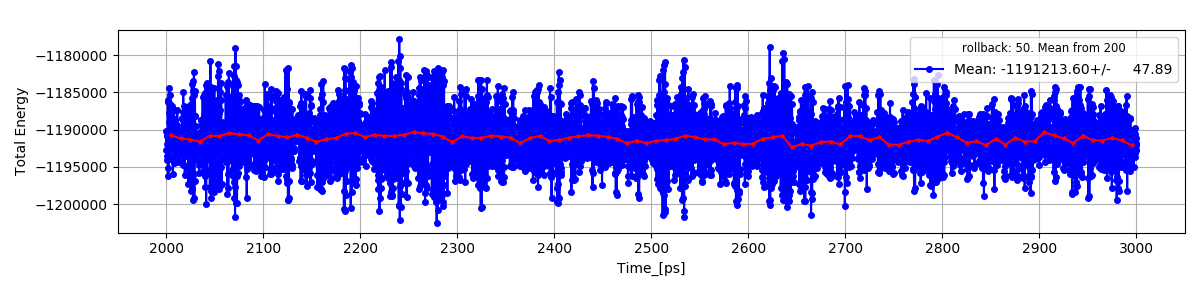 rollback: 50. Mean from 200
Mean: -1191213.60+/-     47.89
Total Energy
−1180000
−1185000
−1190000
−1195000
−1200000
2000 2100 2200 2300 2400 2500 2600 2700 2800 2900 3000
Time_[ps]